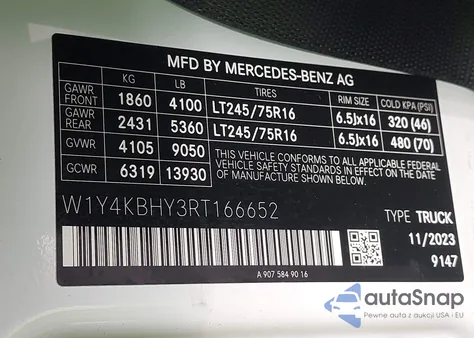 MFD BY MERCEDES-BENZ AG
KG LB TIRES RIM SIZE COLD KPA (PSI)
GAWR FRONT 1860 4100 LT245/75R16 6.5Jx16 320 (46)
GAWR REAR 2431 5360 LT245/75R16 6.5Jx16 480 (70)
GVWR 4105 9050
GCWR 6319 13930
THIS VEHICLE CONFORMS TO ALL APPLICABLE FEDERAL MOTOR VEHICLE SAFETY STANDARDS IN EFFECT ON THE DATE OF MANUFACTURE SHOWN ABOVE
W1Y4KBHY3RT166652
TYPE TRUCK
11/2023
9147
A 907 584 90 16
autoSnap
Pewne auta z aukcji USA i EU